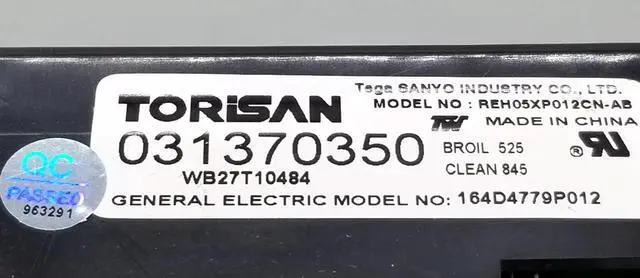 Tega SANYO INDUSTRY CO., LTD.
TORISAN
MODEL NO : REH05XP012CN-AB
MADE IN CHINA
031370350
BROIL 525
CLEAN 845
WB27T10484
GENERAL ELECTRIC MODEL NO: 164D4779P012
QC
PASSED
963291